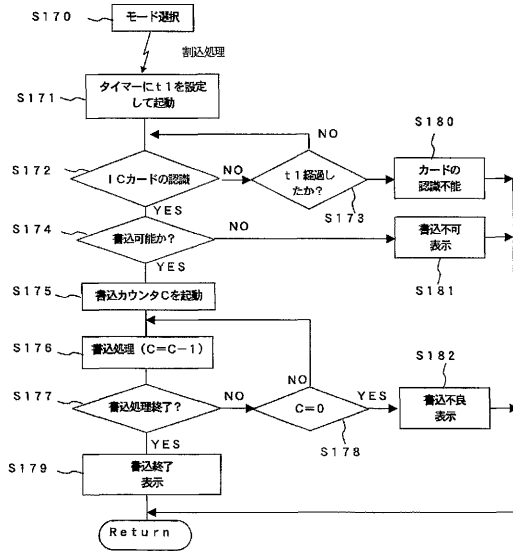 S170
モード選択
割込処理
S171
タイマーにt1を設定
して起動
NO
S180
S172
ICカードの認識
NO
t1経過し
たか?
カードの
認識不能
YES
S173
S174
書込可能か?
NO
書込不可
表示
YES
S181
S175
書込カウンタCを起動
S176
書込処理(C=C-1)
S182
NO
S177
書込処理終了?
NO
C=0
YES
書込不良
表示
YES
S178
S179
書込終了
表示
Return